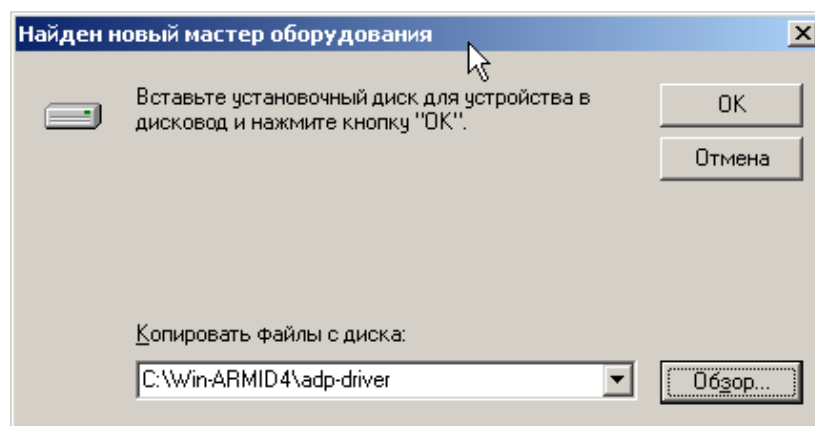 Найден новый мастер оборудования
Вставьте установочный диск для устройства в
дисковод и нажмите кнопку "ОК".
ОК
Отмена
Копировать файлы с диска:
C:\Win-ARMID4\adp-driver
Обзор...